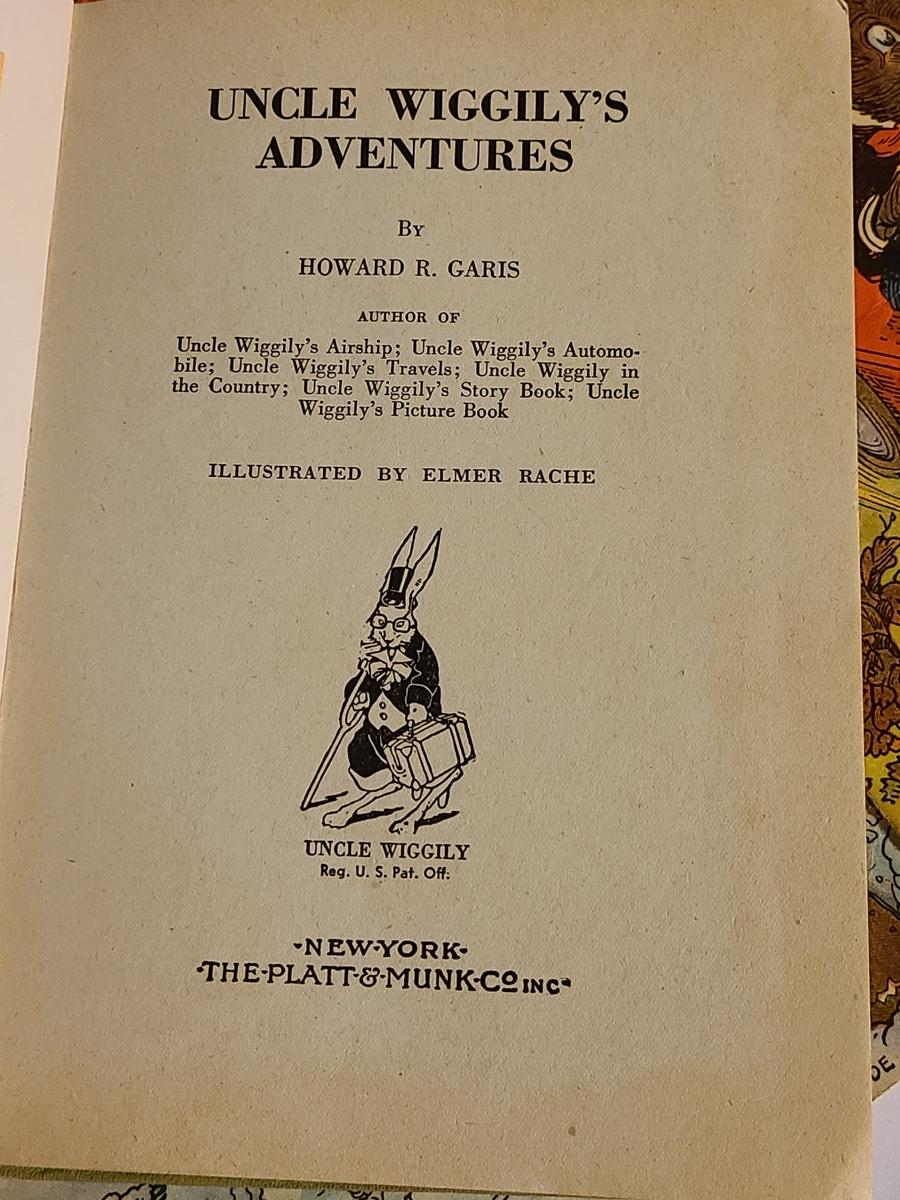 UNCLE WIGGILY'S
ADVENTURES
By
HOWARD R. GARIS
AUTHOR OF
Uncle Wiggily's Airship; Uncle Wiggily's Automo-
bile; Uncle Wiggily's Travels; Uncle Wiggily in
the Country; Uncle Wiggily's Story Book; Uncle
Wiggily's Picture Book
ILLUSTRATED BY ELMER RACHE
UNCLE WIGGILY
Reg. U. S. Pat. Off:
·NEW·YORK·
·THE·PLATT·&·MUNK·Co INC·
OE